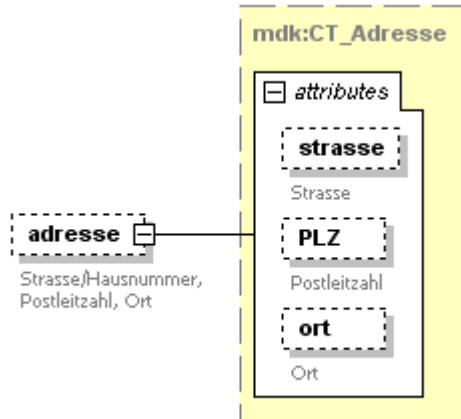 mdk:CT_Adresse
attributes
strasse
Strasse
adresse
Strasse/Hausnummer,
Postleitzahl, Ort
PLZ
Postleitzahl
ort
Ort